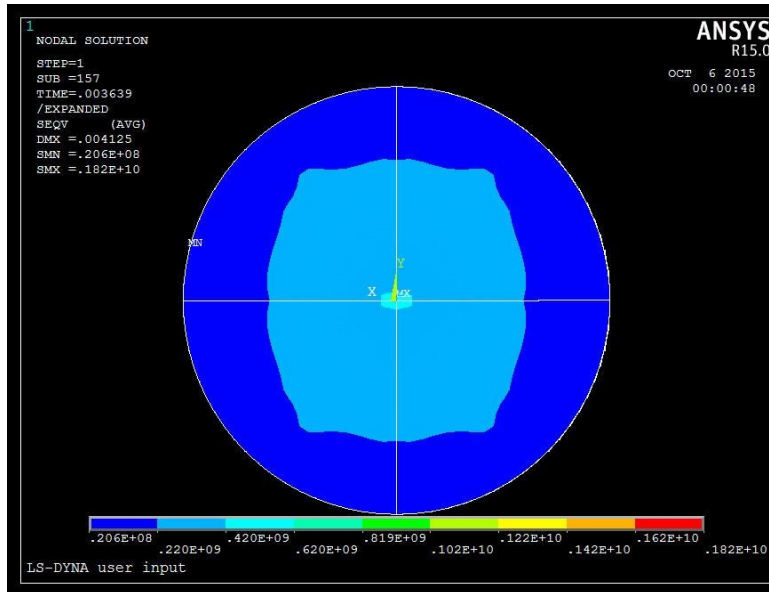 1
NODAL SOLUTION
STEP=1
SUB =157
TIME=.003639
/EXPANDED
SEQV (AVG)
DMX =.004125
SMN =.206E+08
SMX =.182E+10
ANSYS
R15.0
OCT 6 2015
00:00:48
MN
Y
X
MX
.206E+08 .420E+09 .819E+09 .122E+10 .162E+10
.220E+09 .620E+09 .102E+10 .142E+10 .182E+10
LS-DYNA user input